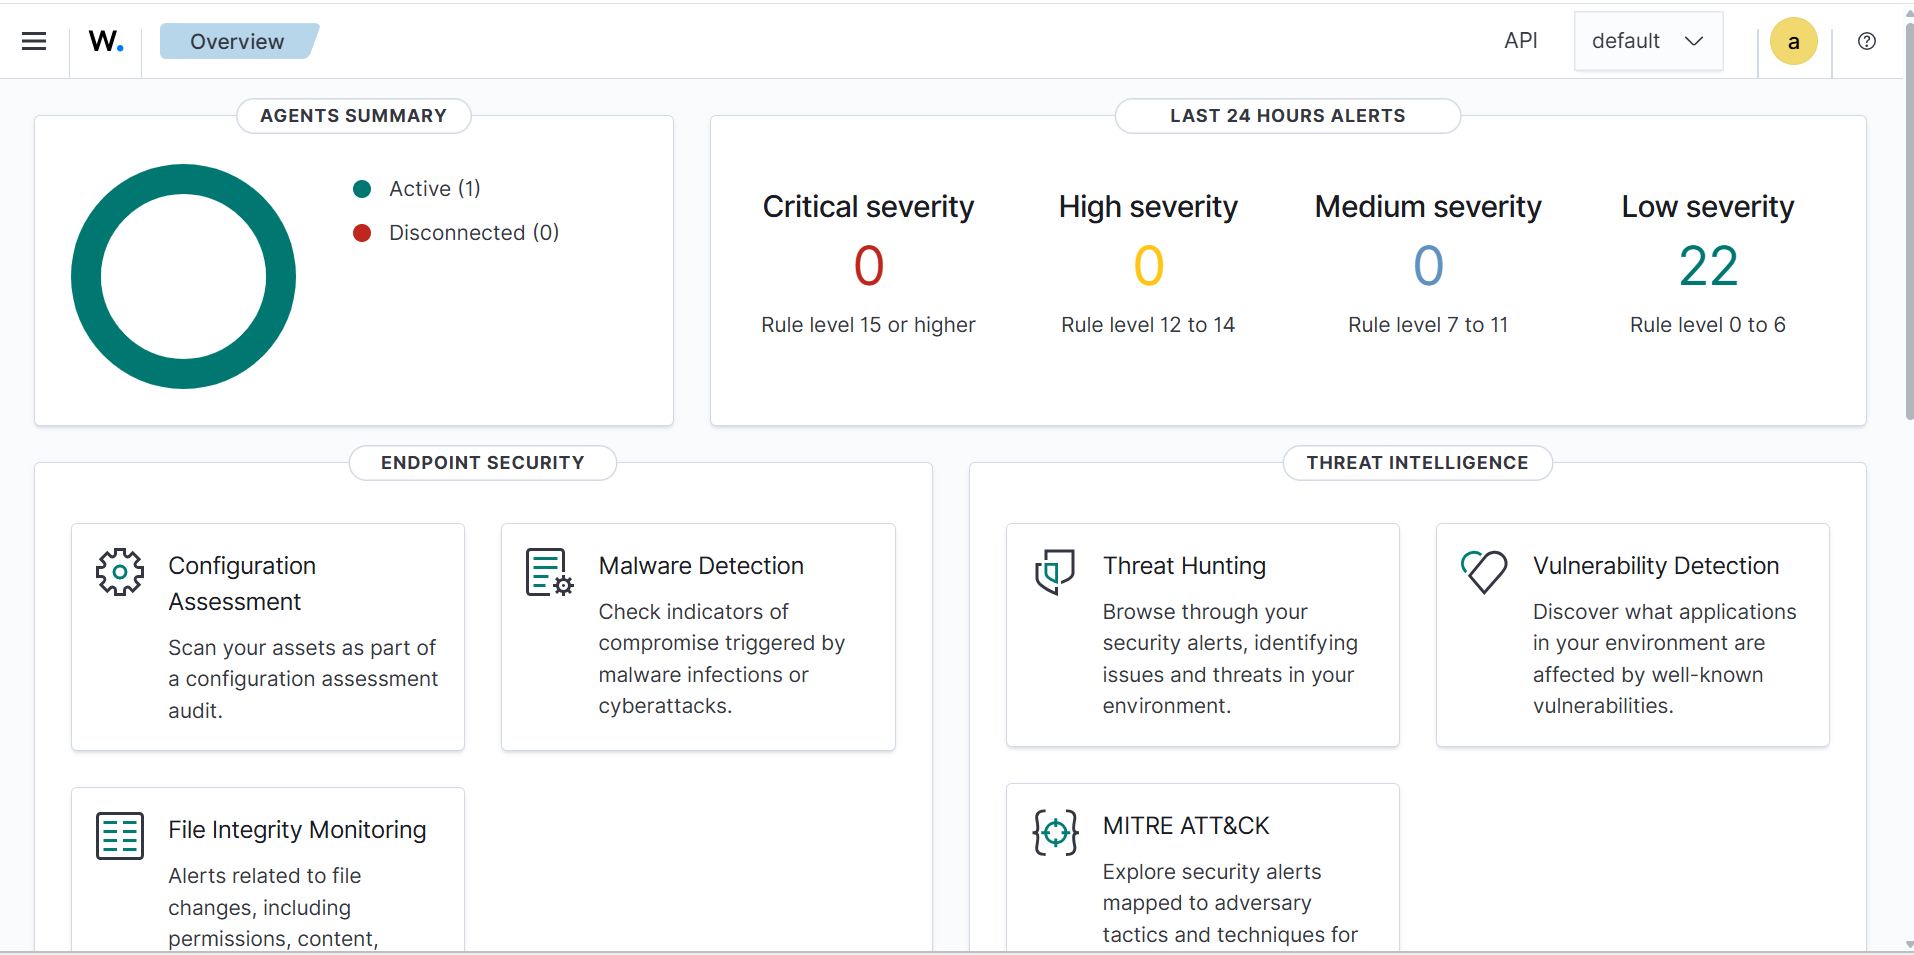 W.
Overview
API
default
a
AGENTS SUMMARY
Active (1)
Disconnected (0)
LAST 24 HOURS ALERTS
Critical severity
0
Rule level 15 or higher
High severity
0
Rule level 12 to 14
Medium severity
0
Rule level 7 to 11
Low severity
22
Rule level 0 to 6
ENDPOINT SECURITY
Configuration
Assessment
Scan your assets as part of
a configuration assessment
audit.
Malware Detection
Check indicators of
compromise triggered by
malware infections or
cyberattacks.
File Integrity Monitoring
Alerts related to file
changes, including
permissions, content,
THREAT INTELLIGENCE
Threat Hunting
Browse through your
security alerts, identifying
issues and threats in your
environment.
Vulnerability Detection
Discover what applications
in your environment are
affected by well-known
vulnerabilities.
MITRE ATT&CK
Explore security alerts
mapped to adversary
tactics and techniques for